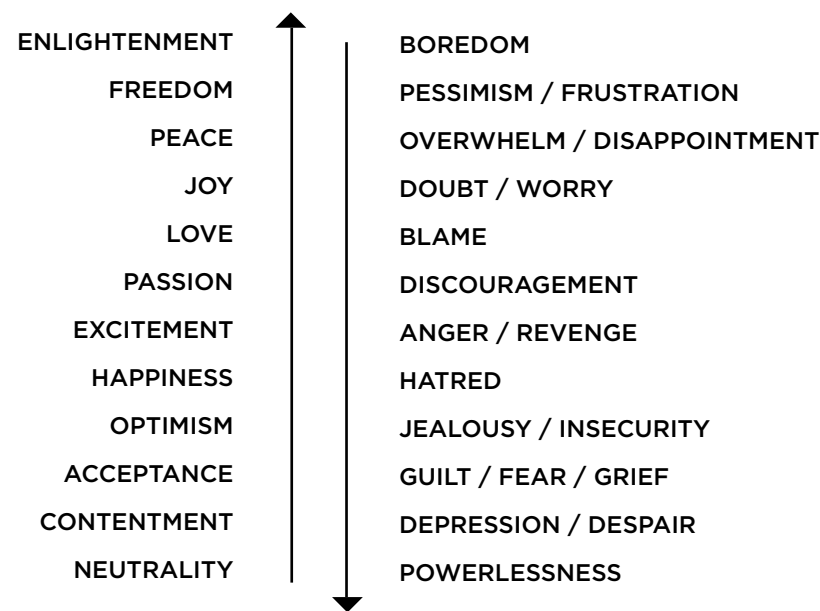 ENLIGHTENMENT
FREEDOM
PEACE
JOY
LOVE
PASSION
EXCITEMENT
HAPPINESS
OPTIMISM
ACCEPTANCE
CONTENTMENT
NEUTRALITY
BOREDOM
PESSIMISM / FRUSTRATION
OVERWHELM / DISAPPOINTMENT
DOUBT / WORRY
BLAME
DISCOURAGEMENT
ANGER / REVENGE
HATRED
JEALOUSY / INSECURITY
GUILT / FEAR / GRIEF
DEPRESSION / DESPAIR
POWERLESSNESS